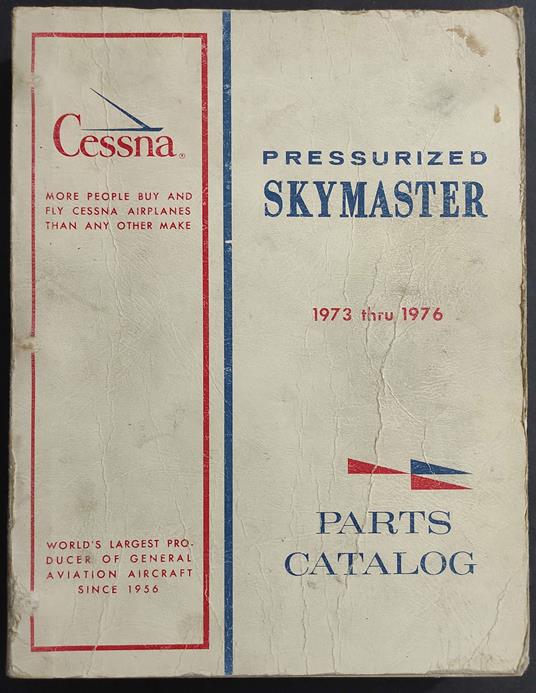 Cessna®
MORE PEOPLE BUY AND
FLY CESSNA AIRPLANES
THAN ANY OTHER MAKE
WORLD'S LARGEST PRO-
DUCER OF GENERAL
AVIATION AIRCRAFT
SINCE 1956
PRESSURIZED
SKYMASTER
1973 thru 1976
PARTS
CATALOG